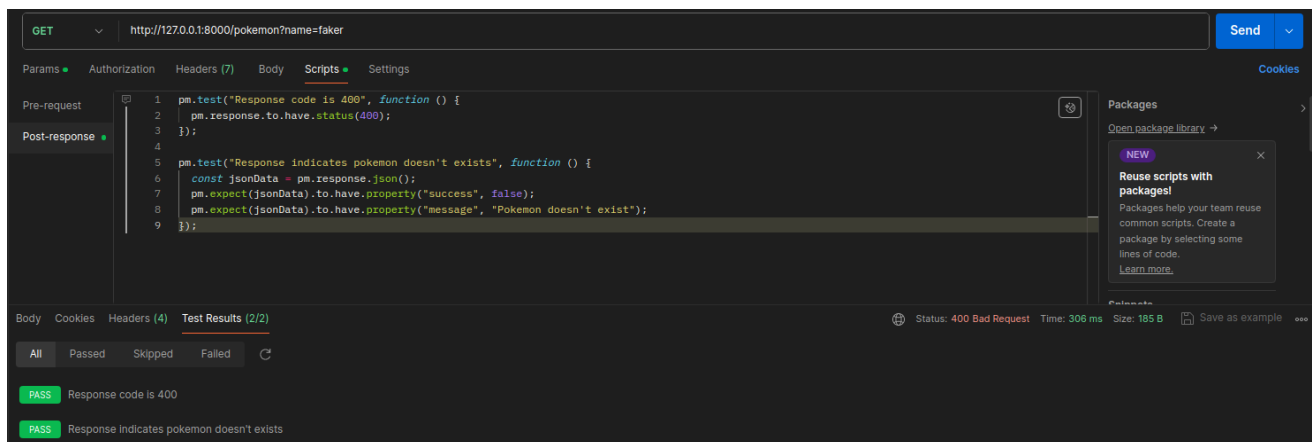 GET http://127.0.0.1:8000/pokemon?name=faker Send
Params Authorization Headers (7) Body Scripts Settings Cookies
Pre-request
Post-response
1 pm.test("Response code is 400", function () {
2 pm.response.to.have.status(400);
3 });
4
5 pm.test("Response indicates pokemon doesn't exists", function () {
6 const jsonData = pm.response.json();
7 pm.expect(jsonData).to.have.property("success", false);
8 pm.expect(jsonData).to.have.property("message", "Pokemon doesn't exist");
9 });
Packages
Open package library →
NEW
Reuse scripts with
packages!
Packages help your team reuse
common scripts. Create a
package by selecting some
lines of code.
Learn more.
Snippets
Body Cookies Headers (4) Test Results (2/2) Status: 400 Bad Request Time: 306 ms Size: 185 B Save as example
All Passed Skipped Failed
PASS Response code is 400
PASS Response indicates pokemon doesn't exists